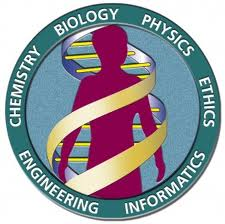 CHEMISTRY BIOLOGY PHYSICS ETHICS
ENGINEERING INFORMATICS